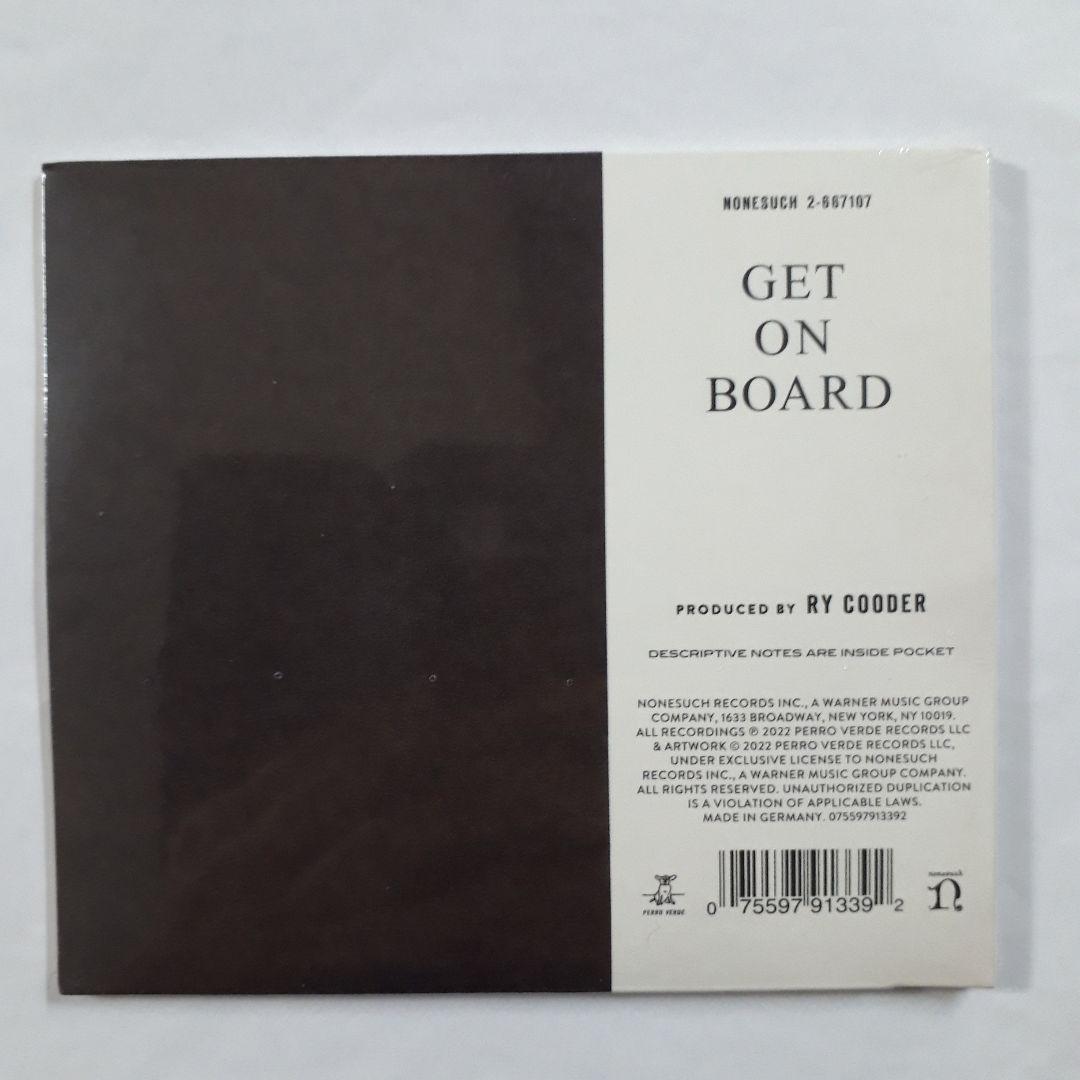 NONESUCH 2-667107
GET
ON
BOARD
PRODUCED BY RY COODER
DESCRIPTIVE NOTES ARE INSIDE POCKET
NONESUCH RECORDS INC., A WARNER MUSIC GROUP
COMPANY, 1633 BROADWAY, NEW YORK, NY 10019.
ALL RECORDINGS ℗ 2022 PERRO VERDE RECORDS LLC
& ARTWORK © 2022 PERRO VERDE RECORDS LLC,
UNDER EXCLUSIVE LICENSE TO NONESUCH
RECORDS INC., A WARNER MUSIC GROUP COMPANY.
ALL RIGHTS RESERVED. UNAUTHORIZED DUPLICATION
IS A VIOLATION OF APPLICABLE LAWS.
MADE IN GERMANY. 075597913392
PERRO VERDE
0 75597 91339 2
nonesuch
n